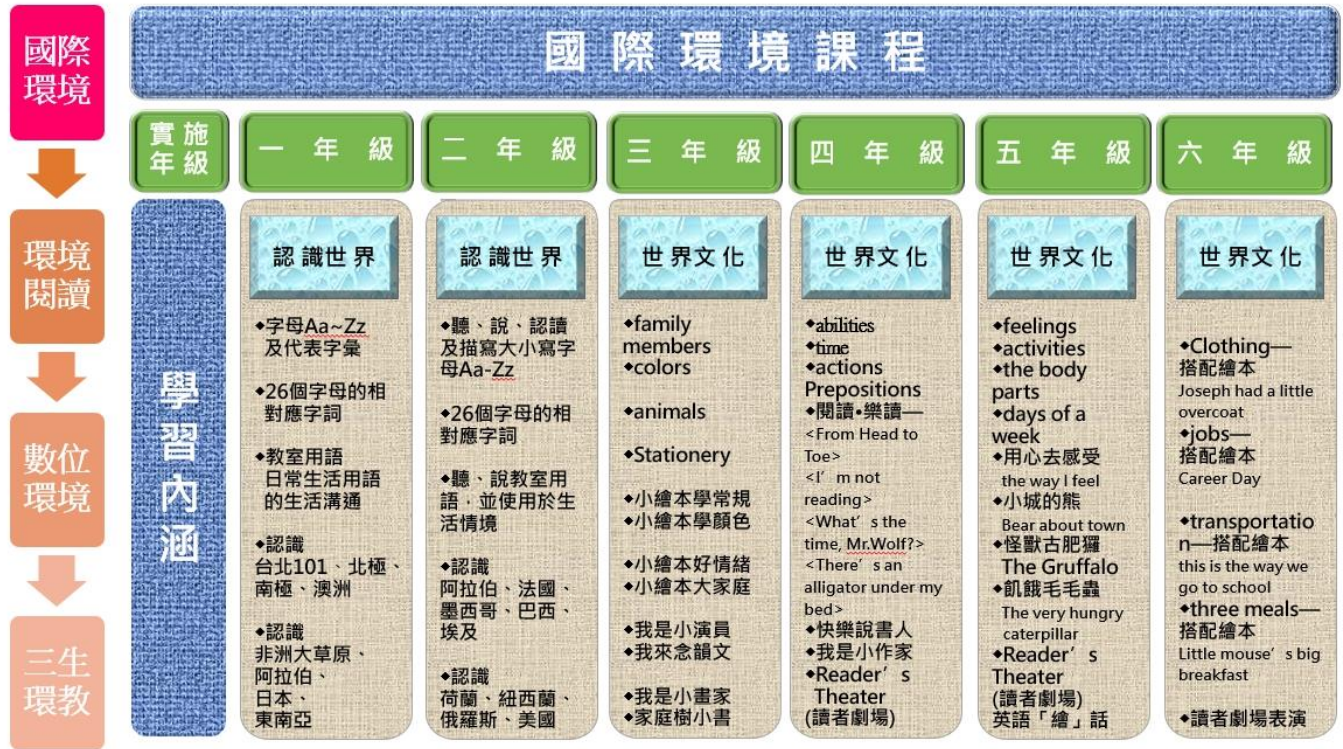 國際
環境
環境
閱讀
數位
環境
三生
環教
國際環境課程
實施
年級
一年級
二年級
三年級
四年級
五年級
六年級
學習內涵
認識世界
◆字母Aa~Zz
及代表字彙
◆26個字母的相
對應字詞
◆教室用語
日常生活用語
的生活溝通
◆認識
台北101、北極、
南極、澳洲
◆認識
非洲大草原、
阿拉伯、
日本、
東南亞
認識世界
◆聽、說、認讀
及描寫大小寫字
母Aa-Zz
◆26個字母的相
對應字詞
◆聽、說教室用
語，並使用於生
活情境
◆認識
阿拉伯、法國、
墨西哥、巴西、
埃及
◆認識
荷蘭、紐西蘭、
俄羅斯、美國
世界文化
◆family
members
◆colors
◆animals
◆Stationery
◆小繪本學常規
◆小繪本學顏色
◆小繪本好情緒
◆小繪本大家庭
◆我是小演員
◆我來念韻文
◆我是小畫家
◆家庭樹小書
世界文化
◆abilities
◆time
◆actions
Prepositions
◆閱讀•樂讀—
<From Head to
Toe>
<I’m not
reading>
<What’s the
time, Mr.Wolf?>
<There’s an
alligator under my
bed>
◆快樂說書人
◆我是小作家
◆Reader’s
Theater
(讀者劇場)
世界文化
◆feelings
◆activities
◆the body
parts
◆days of a
week
◆用心去感受
the way I feel
◆小城的熊
Bear about town
◆怪獸古肥玀
The Gruffalo
◆飢餓毛毛蟲
The very hungry
caterpillar
◆Reader’s
Theater
(讀者劇場)
英語「繪」話
世界文化
◆Clothing—
搭配繪本
Joseph had a little
overcoat
◆jobs—
搭配繪本
Career Day
◆transportatio
n—搭配繪本
this is the way we
go to school
◆three meals—
搭配繪本
Little mouse’s big
breakfast
◆讀者劇場表演